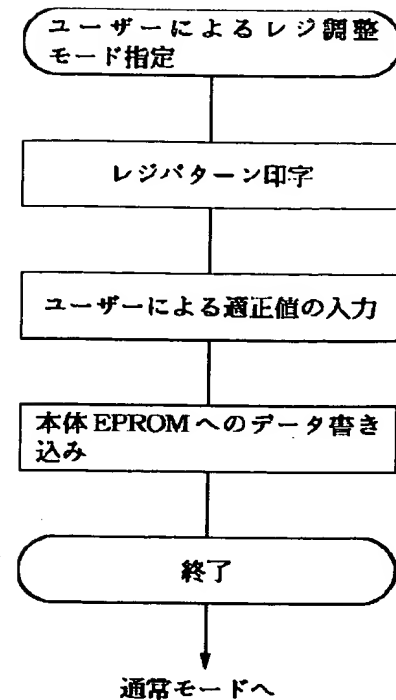 ユーザーによるレジ調整
モード指定
レジパターン印字
ユーザーによる適正値の入力
本体EPROMへのデータ書き
込み
終了
通常モードへ